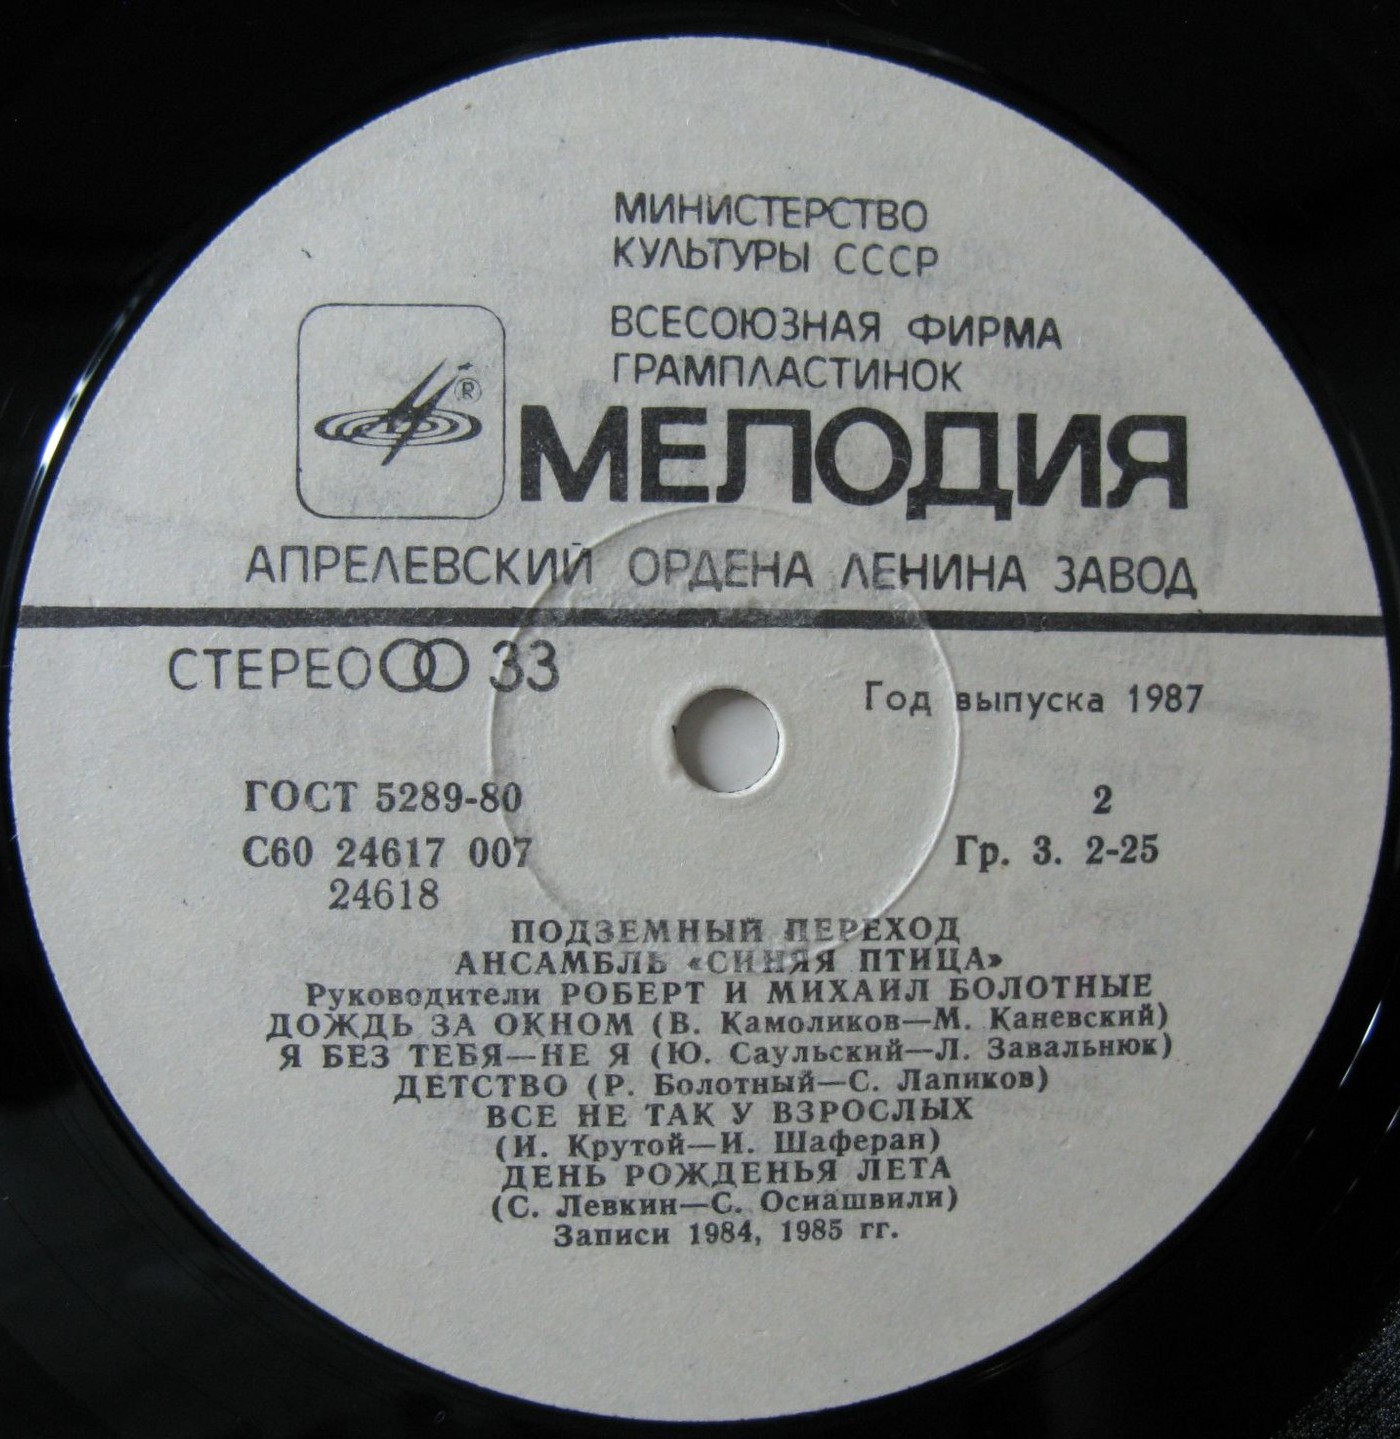 МИНИСТЕРСТВО
КУЛЬТУРЫ СССР
ВСЕСОЮЗНАЯ ФИРМА
ГРАМПЛАСТИНОК
®
МЕЛОДИЯ
АПРЕЛЕВСКИЙ ОРДЕНА ЛЕНИНА ЗАВОД
СТЕРЕО 33
Год выпуска 1987
ГОСТ 5289-80
2
С60 24617 007
Гр. 3. 2-25
24618
ПОДЗЕМНЫЙ ПЕРЕХОД
АНСАМБЛЬ «СИНЯЯ ПТИЦА»
Руководители РОБЕРТ И МИХАИЛ БОЛОТНЫЕ
ДОЖДЬ ЗА ОКНОМ (В. Камоликов—М. Каневский)
Я БЕЗ ТЕБЯ—НЕ Я (Ю. Саульский—Л. Завальнюк)
ДЕТСТВО (Р. Болотный—С. Лапиков)
ВСЕ НЕ ТАК У ВЗРОСЛЫХ
(И. Крутой—И. Шаферан)
ДЕНЬ РОЖДЕНЬЯ ЛЕТА
(С. Левкин—С. Осиашвили)
Записи 1984, 1985 гг.